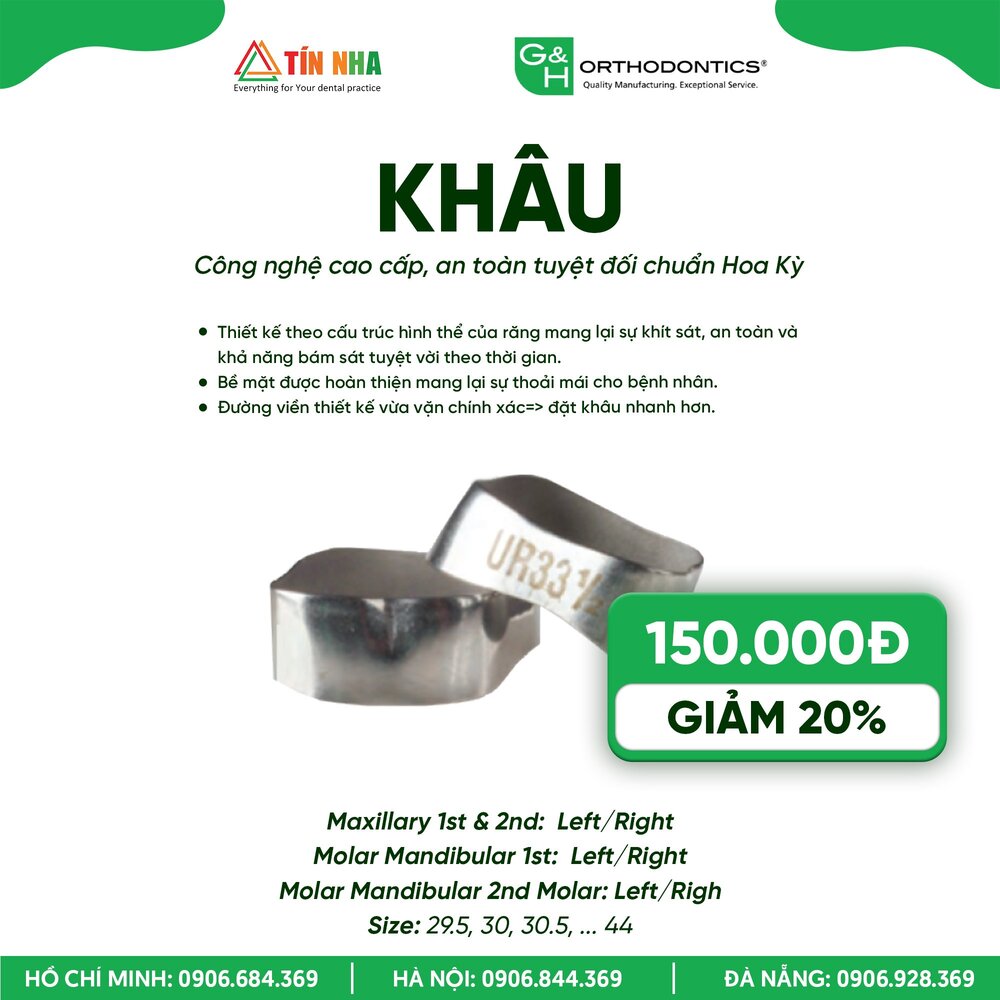 TÍN NHA
Everything for Your dental practice
G&H ORTHODONTICS®
Quality Manufacturing. Exceptional Service.
KHÂU
Công nghệ cao cấp, an toàn tuyệt đối chuẩn Hoa Kỳ
• Thiết kế theo cấu trúc hình thể của răng mang lại sự khít sát, an toàn và
khả năng bám sát tuyệt vời theo thời gian.
• Bề mặt được hoàn thiện mang lại sự thoải mái cho bệnh nhân.
• Đường viền thiết kế vừa vặn chính xác=> đặt khâu nhanh hơn.
UR33½
150.000Đ
GIẢM 20%
Maxillary 1st & 2nd: Left/Right
Molar Mandibular 1st: Left/Right
Molar Mandibular 2nd Molar: Left/Righ
Size: 29.5, 30, 30.5, ... 44
HỒ CHÍ MINH: 0906.684.369 | HÀ NỘI: 0906.844.369 | ĐÀ NẴNG: 0906.928.369